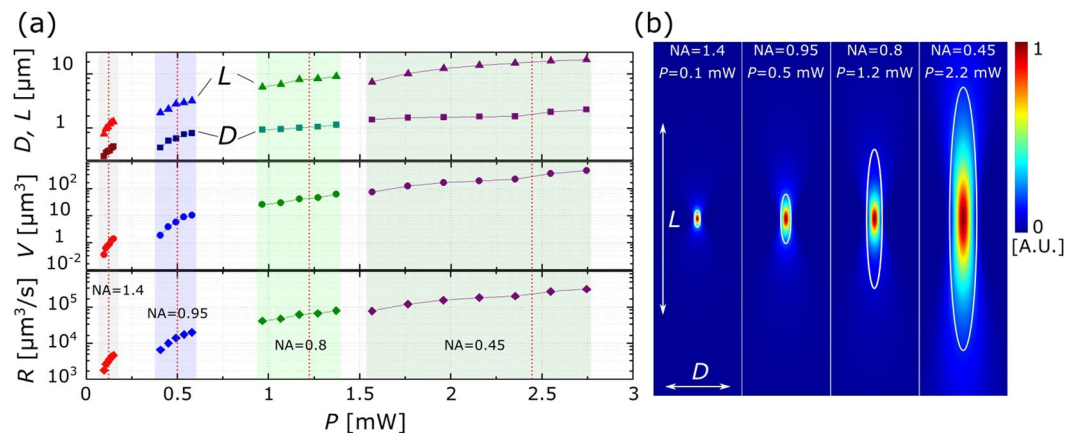 (a)
D, L [µm]
10
1
L
D
V [µm³]
10²
10
1
10⁻²
R [µm³/s]
10⁵
10⁴
10³
NA=1.4
NA=0.95
NA=0.8
NA=0.45
0 0.5 1 1.5 2 2.5 3
P [mW]
(b)
NA=1.4 NA=0.95 NA=0.8 NA=0.45
P=0.1 mW P=0.5 mW P=1.2 mW P=2.2 mW
L
D
1
0
[A.U.]